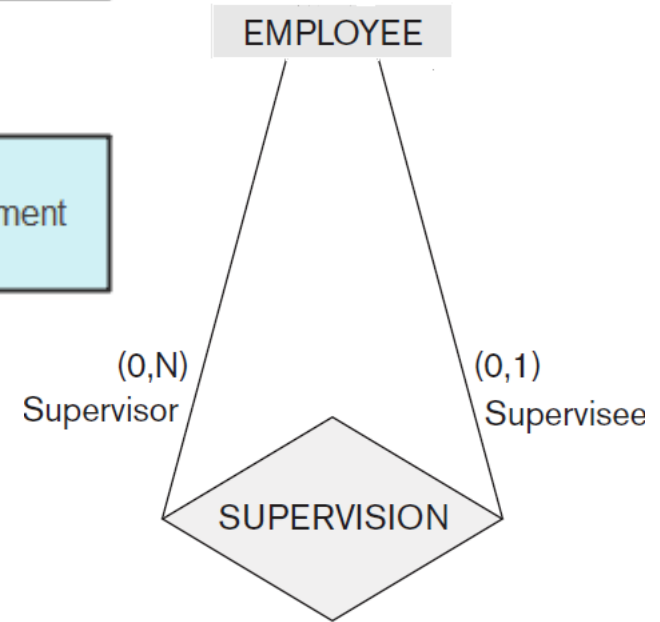 EMPLOYEE
ment
(0,N)
(0,1)
Supervisor
Supervisee
SUPERVISION